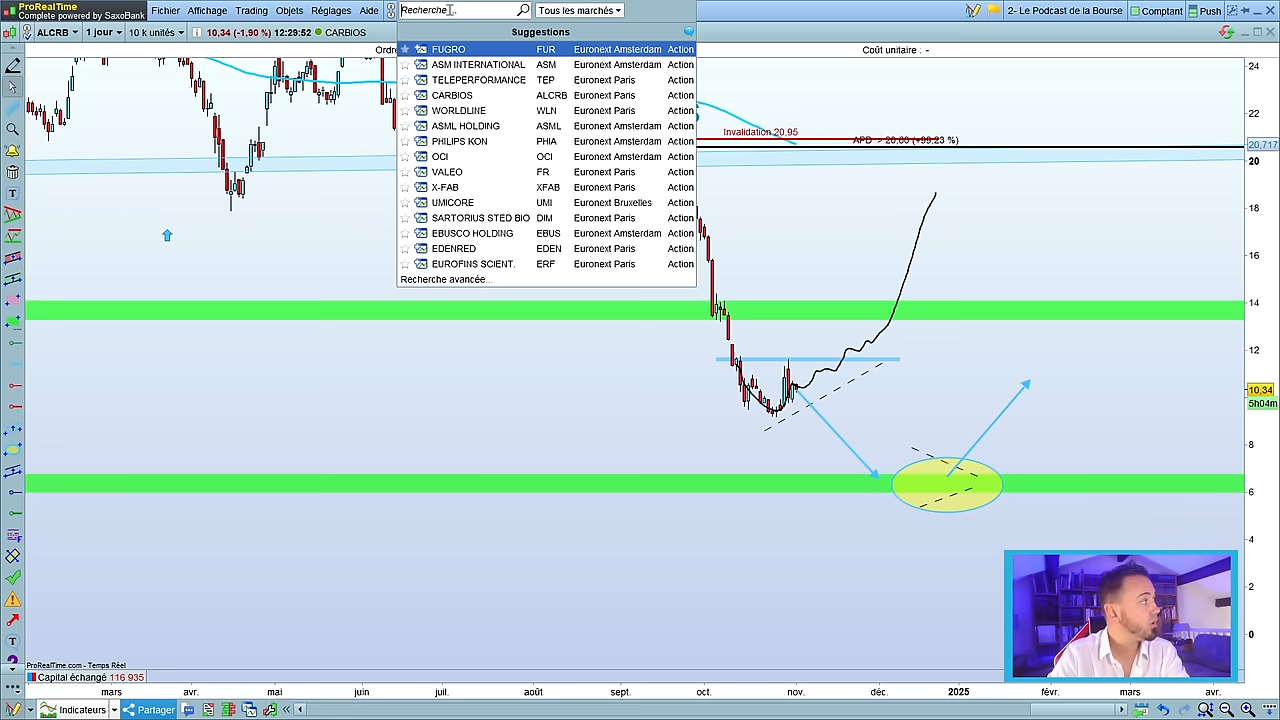 ProRealTime
Complete powered by SaxoBank
Fichier Affichage Trading Objets Réglages Aide
Recherche...
Tous les marchés
2- Le Podcast de la Bourse
Comptant
Push
ALCRB
1 jour
10 k unités
10,34 (-1,90 %) 12:29:52
CARBIOS
Suggestions
Ordre
Coût unitaire : -
FUGRO FUR Euronext Amsterdam Action
ASM INTERNATIONAL ASM Euronext Amsterdam Action
TELEPERFORMANCE TEP Euronext Paris Action
CARBIOS ALCRB Euronext Paris Action
WORLDLINE WLN Euronext Paris Action
ASML HOLDING ASML Euronext Amsterdam Action
PHILIPS KON PHIA Euronext Amsterdam Action
OCI OCI Euronext Amsterdam Action
VALEO FR Euronext Paris Action
X-FAB XFAB Euronext Paris Action
UMICORE UMI Euronext Bruxelles Action
SARTORIUS STED BIO DIM Euronext Paris Action
EBUSCO HOLDING EBUS Euronext Amsterdam Action
EDENRED EDEN Euronext Paris Action
EUROFINS SCIENT. ERF Euronext Paris Action
Recherche avancée...
Invalidation 20,95
(+99,23 %)
24
22
20,717
20
18
16
14
12
10,34
5h04m
8
6
4
2
0
ProRealTime.com - Temps Réel
Capital échangé 116 935
mars avr. mai juin juil. août sept. oct. nov. déc. 2025 févr. mars avr.
Indicateurs
Partager